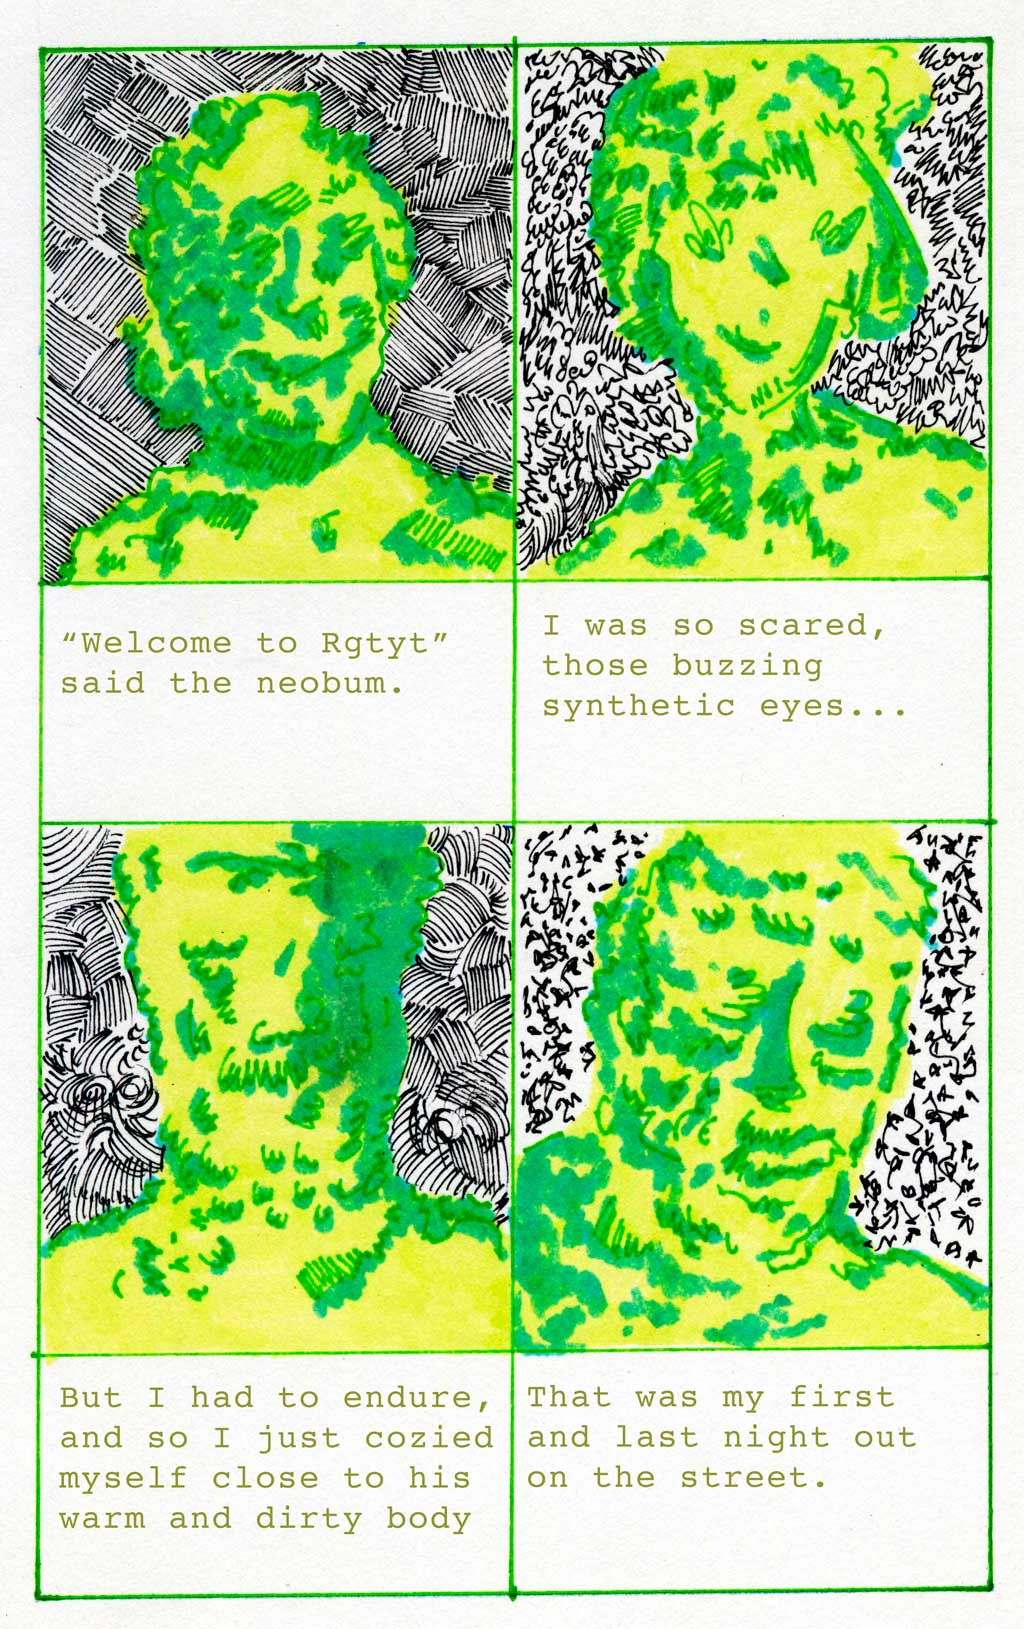 “Welcome to Rgtyt”
said the neobum.
I was so scared,
those buzzing
synthetic eyes...
But I had to endure,
and so I just cozied
myself close to his
warm and dirty body
That was my first
and last night out
on the street.